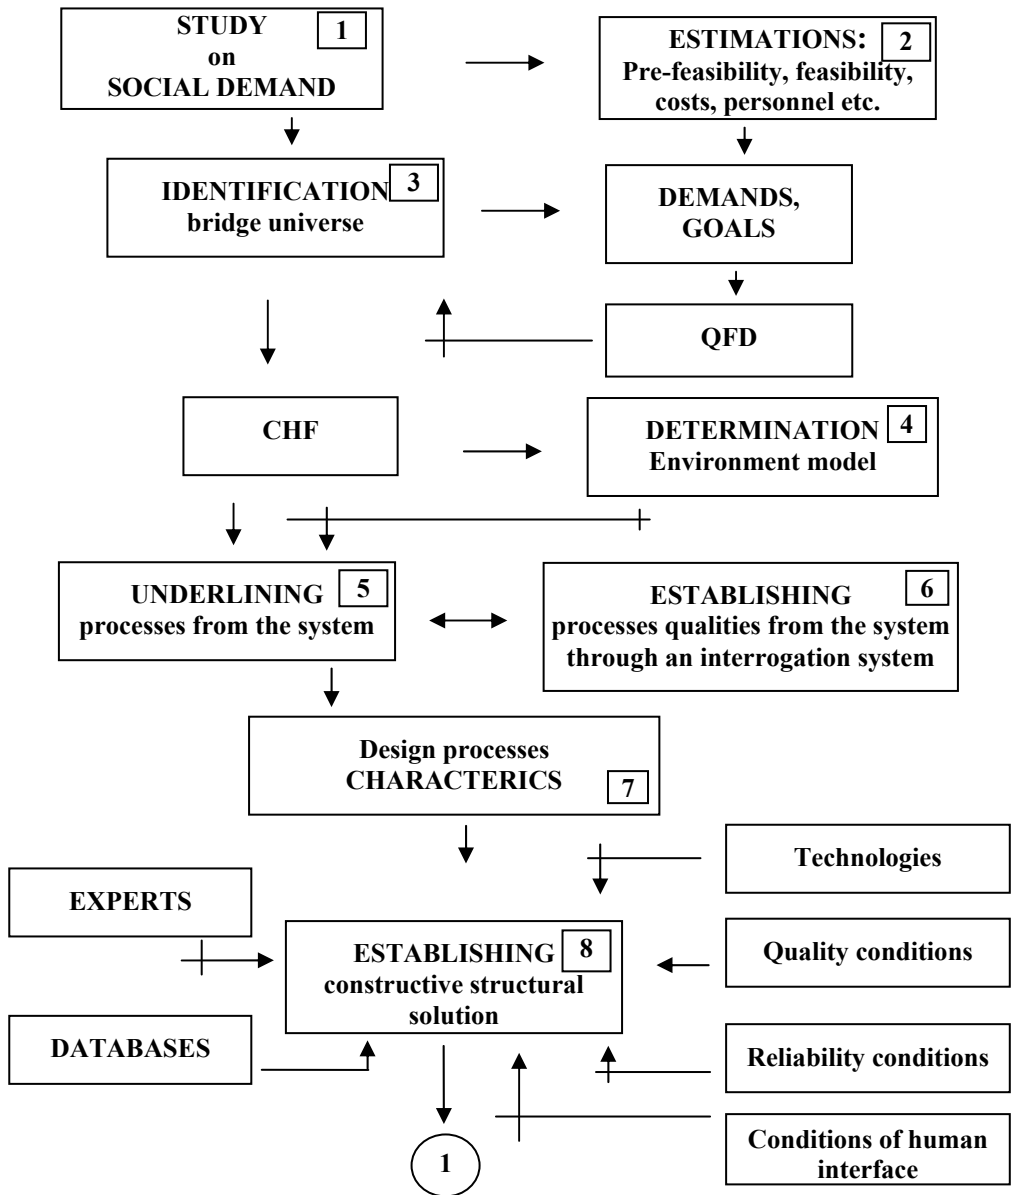 STUDY
on
SOCIAL DEMAND
1
ESTIMATIONS:
Pre-feasibility, feasibility,
costs, personnel etc.
2
IDENTIFICATION
bridge universe
3
DEMANDS,
GOALS
QFD
CHF
DETERMINATION
Environment model
4
UNDERLINING
processes from the system
5
ESTABLISHING
processes qualities from the system
through an interrogation system
6
Design processes
CHARACTERICS
7
Technologies
EXPERTS
ESTABLISHING
constructive structural
solution
8
Quality conditions
DATABASES
Reliability conditions
Conditions of human
interface
1